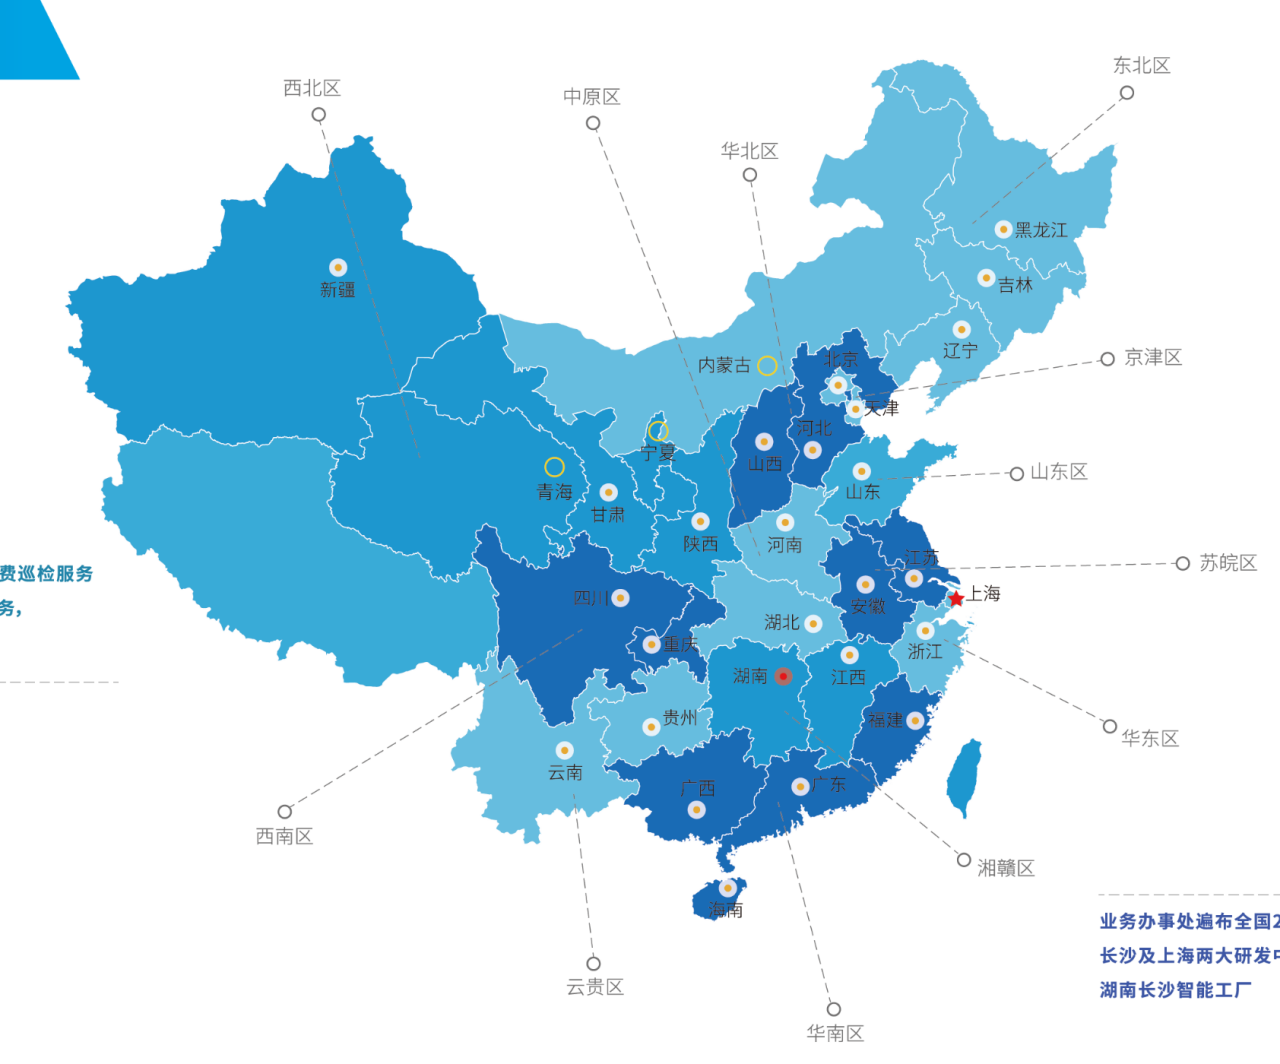 东北区
西北区
中原区
华北区
黑龙江
新疆
吉林
辽宁
京津区
北京
内蒙古
天津
河北
宁夏
山西
山东区
青海
山东
甘肃
陕西
河南
江苏
苏皖区
费巡检服务
四川
安徽
上海
务，
湖北
重庆
浙江
湖南
江西
贵州
福建
华东区
云南
广西
广东
西南区
湘赣区
海南
业务办事处遍布全国2
长沙及上海两大研发中
湖南长沙智能工厂
云贵区
华南区